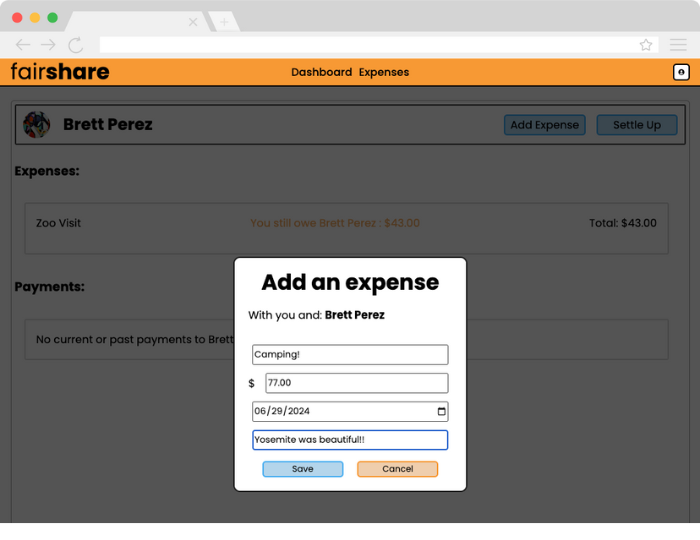 fairshare
Dashboard Expenses
Brett Perez
Add Expense
Settle Up
Expenses:
Zoo Visit
You still owe Brett Perez : $43.00
Total: $43.00
Payments:
No current or past payments to Brett
Add an expense
With you and: Brett Perez
Camping!
$ 77.00
06/29/2024
Yosemite was beautiful!!
Save
Cancel